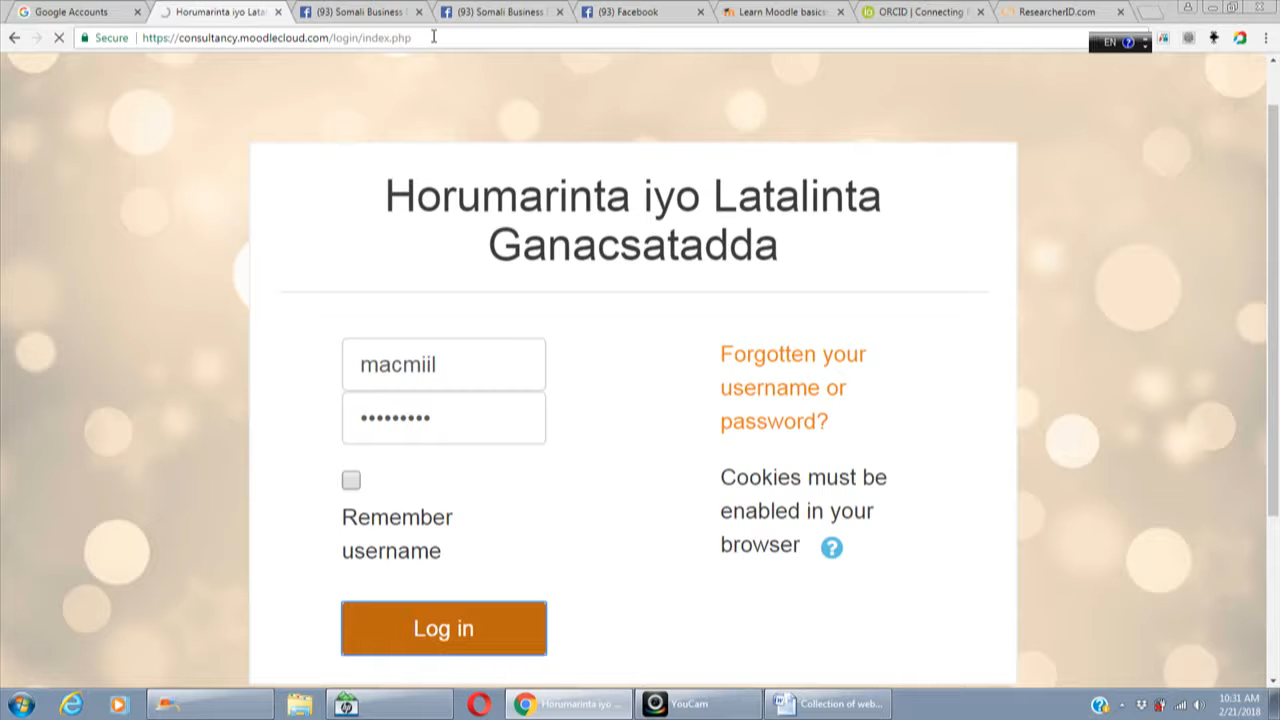 Google Accounts
Horumarinta iyo Latal
(93) Somali Business
(93) Somali Business
(93) Facebook
Learn Moodle basics
ORCID | Connecting
ResearcherID.com
Secure
https://consultancy.moodlecloud.com/login/index.php
EN
Horumarinta iyo Latalinta
Ganacsatadda
macmiil
•••••••••
Remember
username
Log in
Forgotten your
username or
password?
Cookies must be
enabled in your
browser
?
Horumarinta iyo ...
YouCam
Collection of web...
10:31 AM
2/21/2018